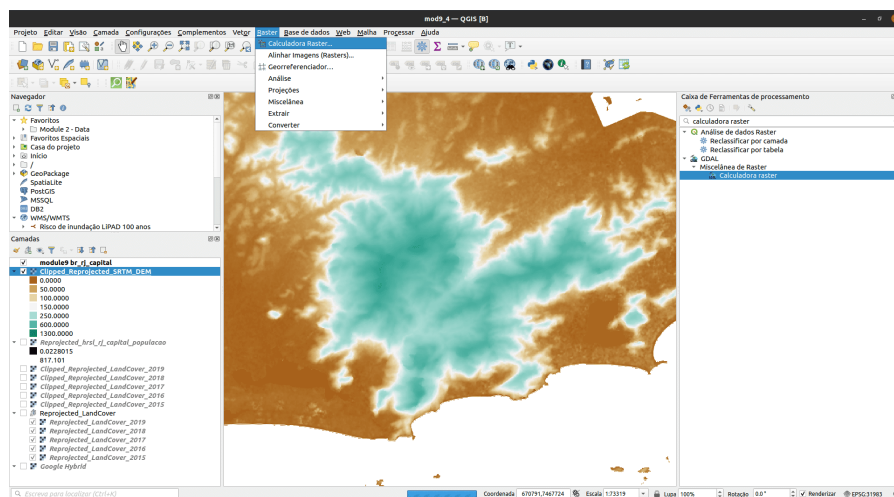 mod9_4 — QGIS [B]
Projeto Editar Visão Camada Configurações Complementos Vetor Raster Base de dados Web Malha Processar Ajuda
Calculadora Raster...
Alinhar Imagens (Rasters)...
Georreferenciador...
Análise
Projeções
Miscelânea
Extrair
Converter
Navegador
Favoritos
Module 2 - Data
Favoritos Espaciais
Casa do projeto
Início
/
GeoPackage
SpatiaLite
PostGIS
MSSQL
DB2
WMS/WMTS
Risco de inundação LiPAD 100 anos
Camadas
module9 br_rj_capital
Clipped_Reprojected_SRTM_DEM
0.0000
50.0000
100.0000
150.0000
250.0000
600.0000
1300.0000
Reprojected_hrsl_rj_capital_populacao
0.0228015
817.101
Clipped_Reprojected_LandCover_2019
Clipped_Reprojected_LandCover_2018
Clipped_Reprojected_LandCover_2017
Clipped_Reprojected_LandCover_2016
Clipped_Reprojected_LandCover_2015
Reprojected_LandCover
Reprojected_LandCover_2019
Reprojected_LandCover_2018
Reprojected_LandCover_2017
Reprojected_LandCover_2016
Reprojected_LandCover_2015
Google Hybrid
Caixa de Ferramentas de processamento
calculadora raster
Análise de dados Raster
Reclassificar por camada
Reclassificar por tabela
GDAL
Miscelânea de Raster
Calculadora raster
Escreva para localizar (Ctrl+K)
Coordenada 670791,7467724 Escala 1:73319 Lupa 100% Rotação 0.0° Renderizar EPSG:31983